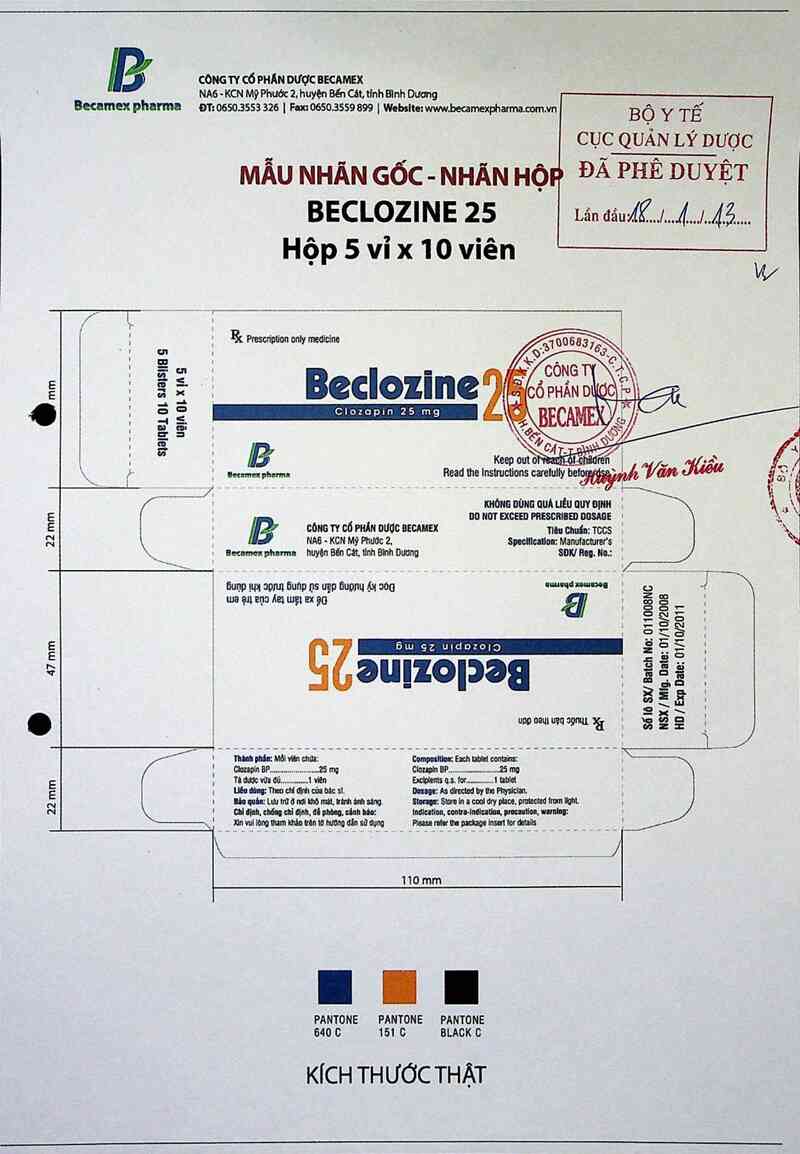 CÔNG TY CỔ PHẦN DƯỢC BECAMEX
NA6 - KCN Mỹ Phước 2, huyện Bến Cát, tỉnh Bình Dương
Becamex pharma
ĐT: 0650.3553 326 | Fax: 0650.3559 899 | Website: www.becamexpharma.com.vn
BỘ Y TẾ
CỤC QUẢN LÝ DƯỢC
ĐÃ PHÊ DUYỆT
Lần đầu: 18..../....1..../..13.....
MẪU NHÃN GỐC - NHÃN HỘP
BECLOZINE 25
Hộp 5 vỉ x 10 viên
5 vỉ x 10 viên
5 Blisters 10 Tablets
Rx Prescription only medicine
Beclozine 25
Clozapin 25 mg
Becamex pharma
Keep out of reach of children
Read the Instructions carefully before use
S.Đ.K.K.D:3700683163-C.T.C.P
CÔNG TY
CỔ PHẦN DƯỢC
BECAMEX
H.BẾN CÁT-T.BÌNH DƯƠNG
Huỳnh Văn Kiều
mm
22 mm
Becamex pharma
CÔNG TY CỔ PHẦN DƯỢC BECAMEX
NA6 - KCN Mỹ Phước 2,
huyện Bến Cát, tỉnh Bình Dương
KHÔNG DÙNG QUÁ LIỀU QUY ĐỊNH
DO NOT EXCEED PRESCRIBED DOSAGE
Tiêu Chuẩn: TCCS
Specification: Manufacturer's
SĐK/ Reg. No.:
47 mm
Rx Thuốc bán theo đơn
Beclozine 25
Clozapin 25 mg
Becamex pharma
Để xa tầm tay của trẻ em
Đọc kỹ hướng dẫn sử dụng trước khi dùng
Số lô SX/ Batch No: 011008NC
NSX / Mfg. Date: 01/10/2008
HD / Exp Date: 01/10/2011
22 mm
Thành phần: Mỗi viên chứa:
Clozapin BP.....................25 mg
Tá dược vừa đủ............1 viên
Liều dùng: Theo chỉ định của bác sĩ.
Bảo quản: Lưu trữ ở nơi khô mát, tránh ánh sáng.
Chỉ định, chống chỉ định, đề phòng, cảnh báo:
Xin vui lòng tham khảo trên tờ hướng dẫn sử dụng
Composition: Each tablet contains:
Clozapin BP.....................25 mg
Excipients q.s. for............1 tablet
Dosage: As directed by the Physician.
Storage: Store in a cool dry place, protected from light.
Indication, contra-indication, precaution, warning:
Please refer the package insert for details
110 mm
PANTONE
640 C
PANTONE
151 C
PANTONE
BLACK C
KÍCH THƯỚC THẬT